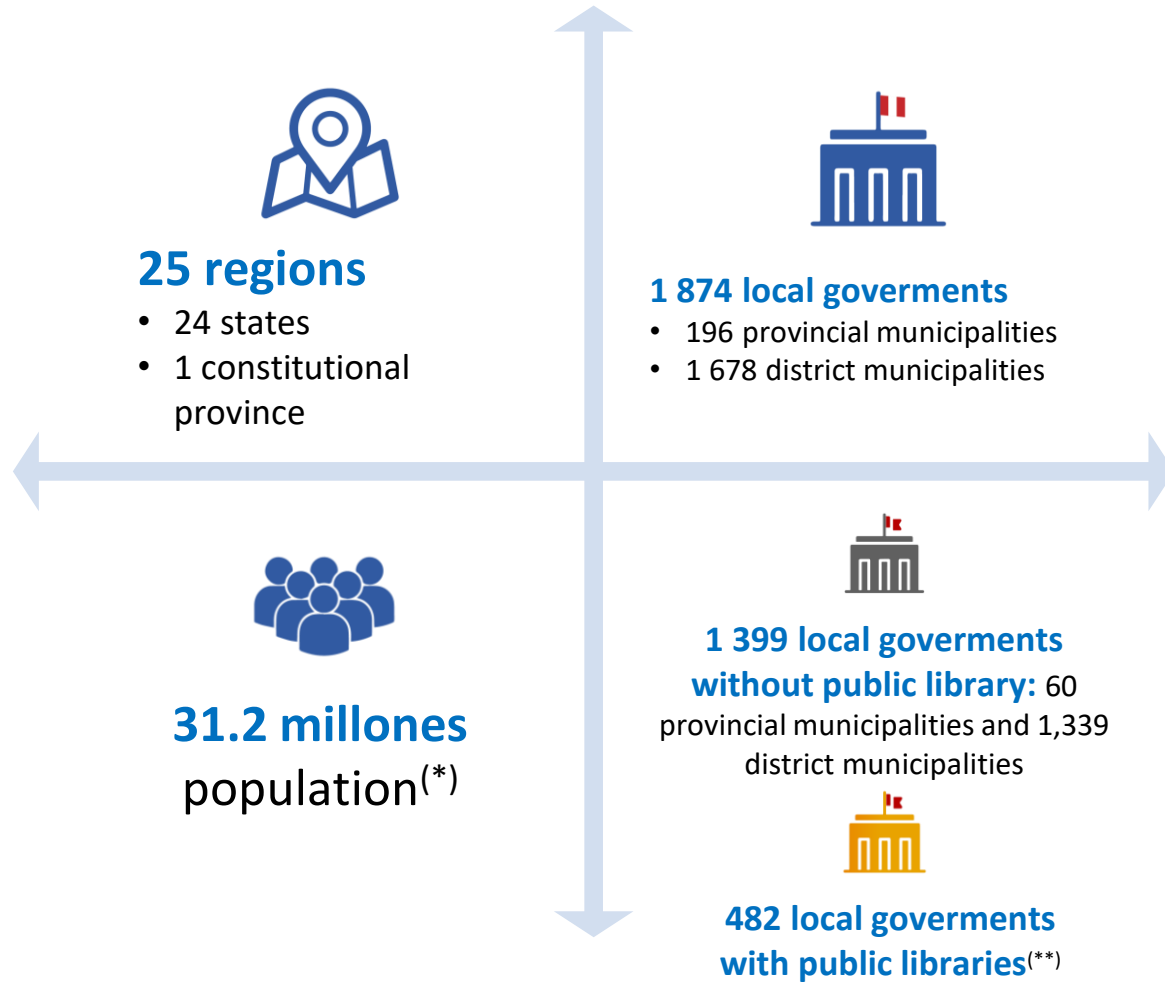 25 regions
• 24 states
• 1 constitutional
province
1 874 local goverments
• 196 provincial municipalities
• 1 678 district municipalities
31.2 millones
population(*)
1 399 local goverments
without public library: 60
provincial municipalities and 1,339
district municipalities
482 local goverments
with public libraries(**)